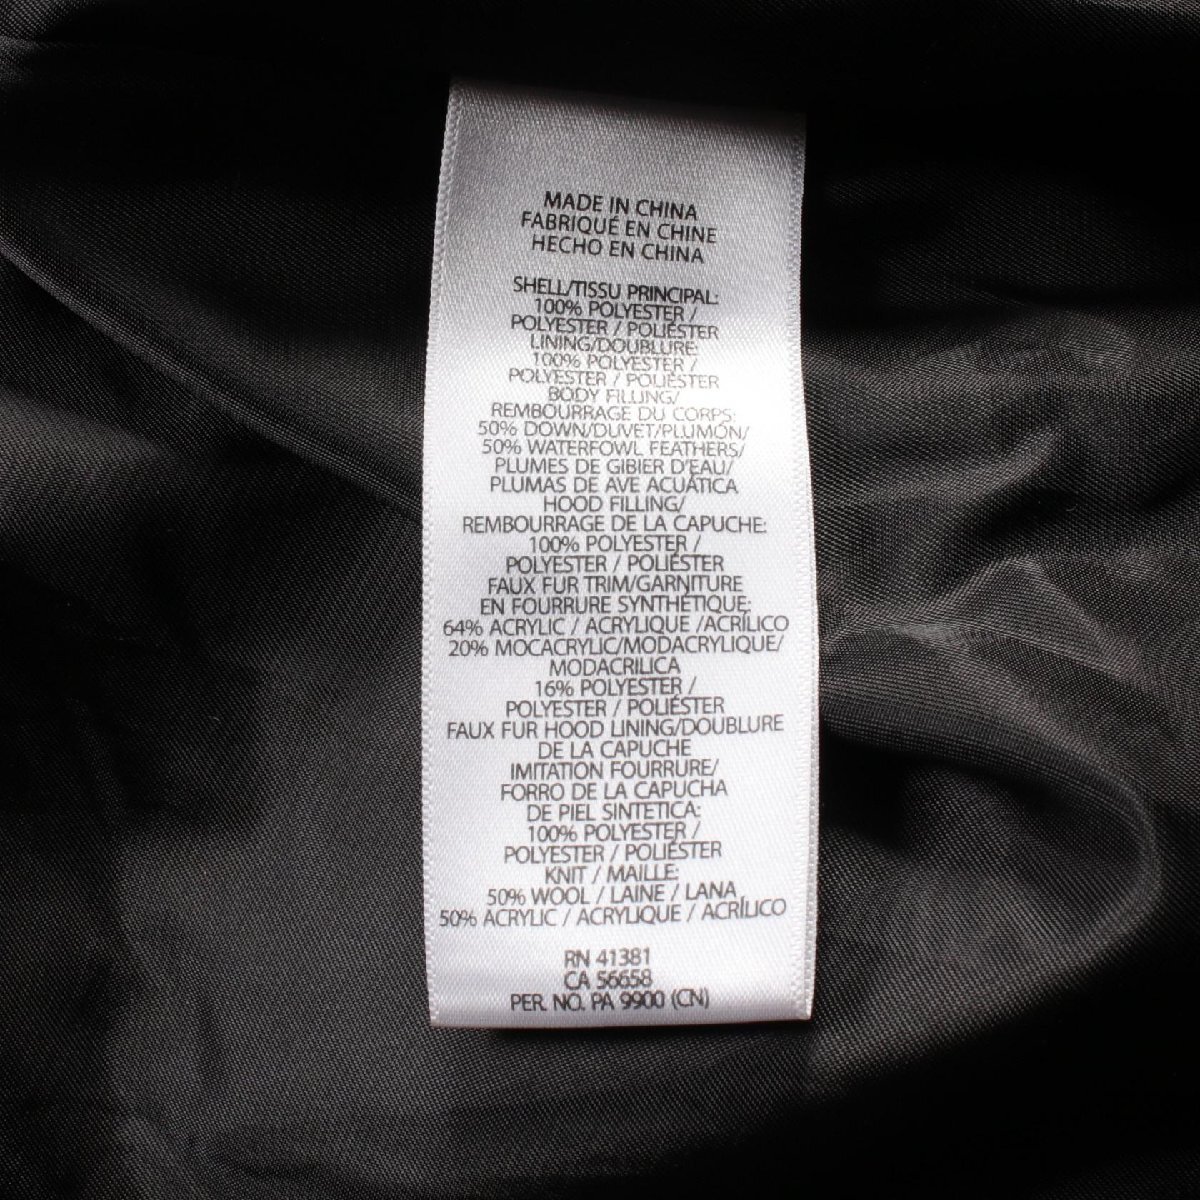 MADE IN CHINA
FABRIQUÉ EN CHINE
HECHO EN CHINA
SHELL/TISSU PRINCIPAL:
100% POLYESTER /
POLYESTER / POLIÉSTER
LINING/DOUBLURE:
100% POLYESTER /
POLYESTER / POLIÉSTER
BODY FILLING/
REMBOURRAGE DU CORPS:
50% DOWN/DUVET/PLUMÓN/
50% WATERFOWL FEATHERS/
PLUMES DE GIBIER D'EAU/
PLUMAS DE AVE ACUÁTICA
HOOD FILLING/
REMBOURRAGE DE LA CAPUCHE:
100% POLYESTER /
POLYESTER / POLIÉSTER
FAUX FUR TRIM/GARNITURE
EN FOURRURE SYNTHÉTIQUE:
64% ACRYLIC / ACRYLIQUE /ACRÍLICO
20% MOCACRYLIC/MODACRYLIQUE/
MODACRILICA
16% POLYESTER /
POLYESTER / POLIÉSTER
FAUX FUR HOOD LINING/DOUBLURE
DE LA CAPUCHE
IMITATION FOURRURE/
FORRO DE LA CAPUCHA
DE PIEL SINTETICA:
100% POLYESTER /
POLYESTER / POLIÉSTER
KNIT / MAILLE:
50% WOOL / LAINE / LANA
50% ACRYLIC / ACRYLIQUE / ACRÍLICO
RN 41381
CA 56658
PER. NO. PA 9900 (CN)